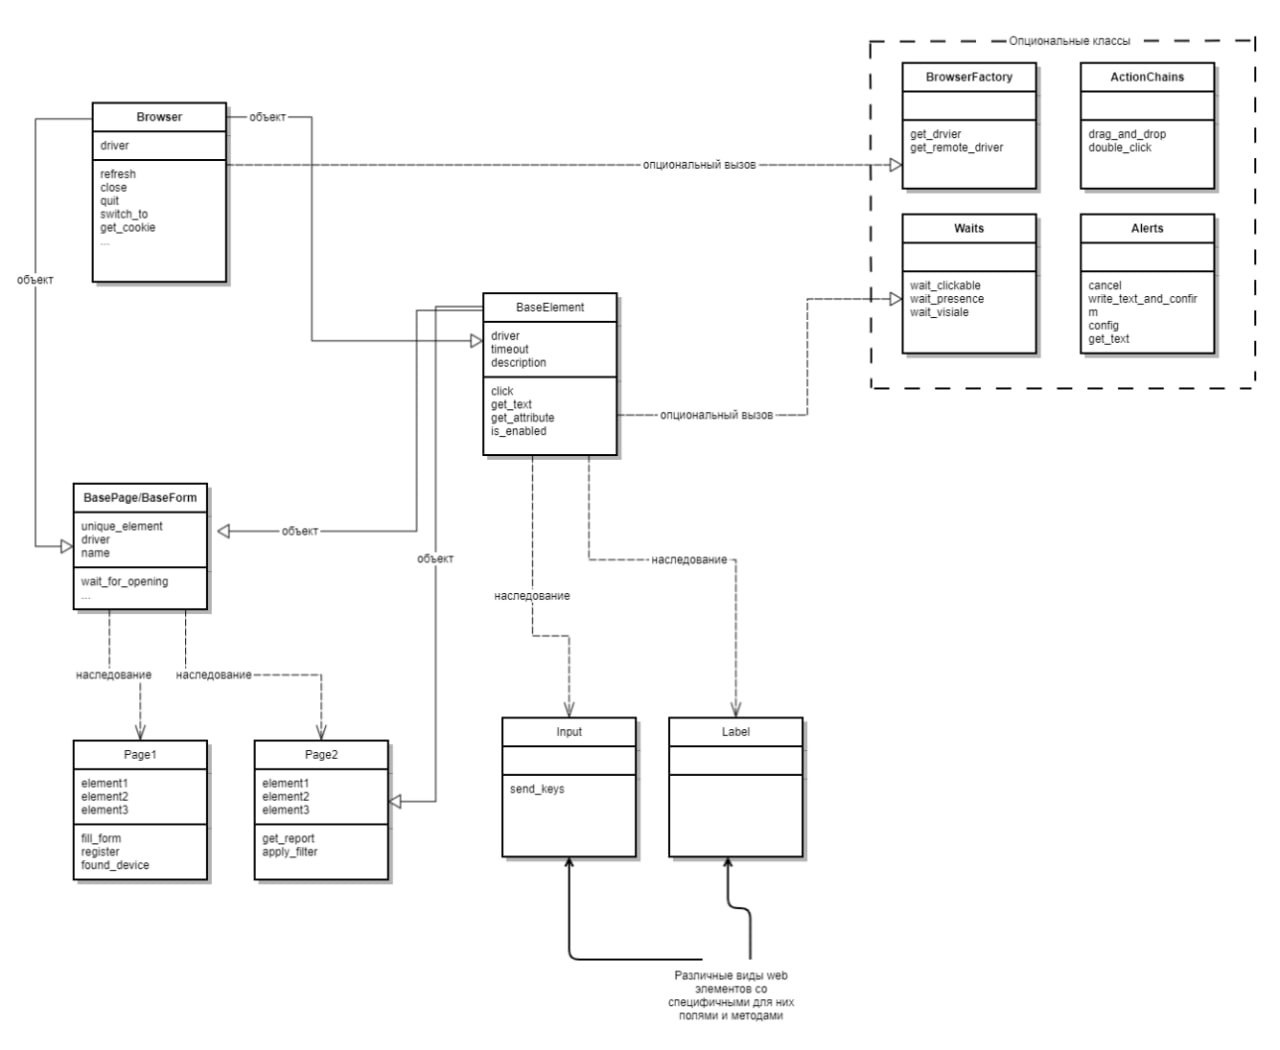 Опциональные классы
BrowserFactory
get_drvier
get_remote_driver
ActionChains
drag_and_drop
double_click
Browser
driver
refresh
close
quit
switch_to
get_cookie
...
объект
опциональный вызов
объект
Waits
wait_clickable
wait_presence
wait_visiale
Alerts
cancel
write_text_and_confir
m
config
get_text
BaseElement
driver
timeout
description
click
get_text
get_attribute
is_enabled
опциональный вызов
BasePage/BaseForm
unique_element
driver
name
wait_for_opening
...
объект
объект
наследование
наследование
наследование
наследование
Page1
element1
element2
element3
fill_form
register
found_device
Page2
element1
element2
element3
get_report
apply_filter
Input
send_keys
Label
Различные виды web
элементов со
специфичными для них
полями и методами